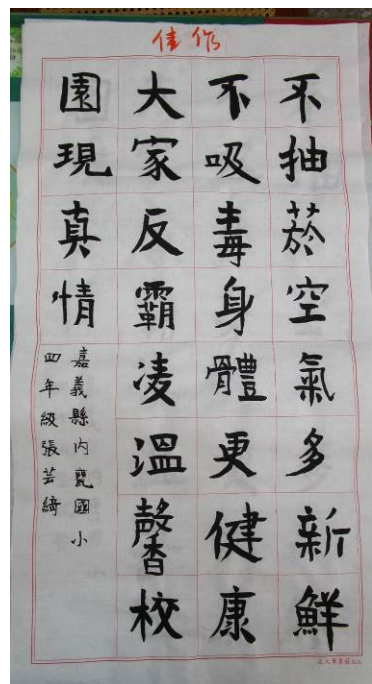 佳作
不抽菸空氣多新鮮
不吸毒身體更健康
大家反霸凌溫馨校
園現真情
嘉義縣內甕國小
四年級張芸綺